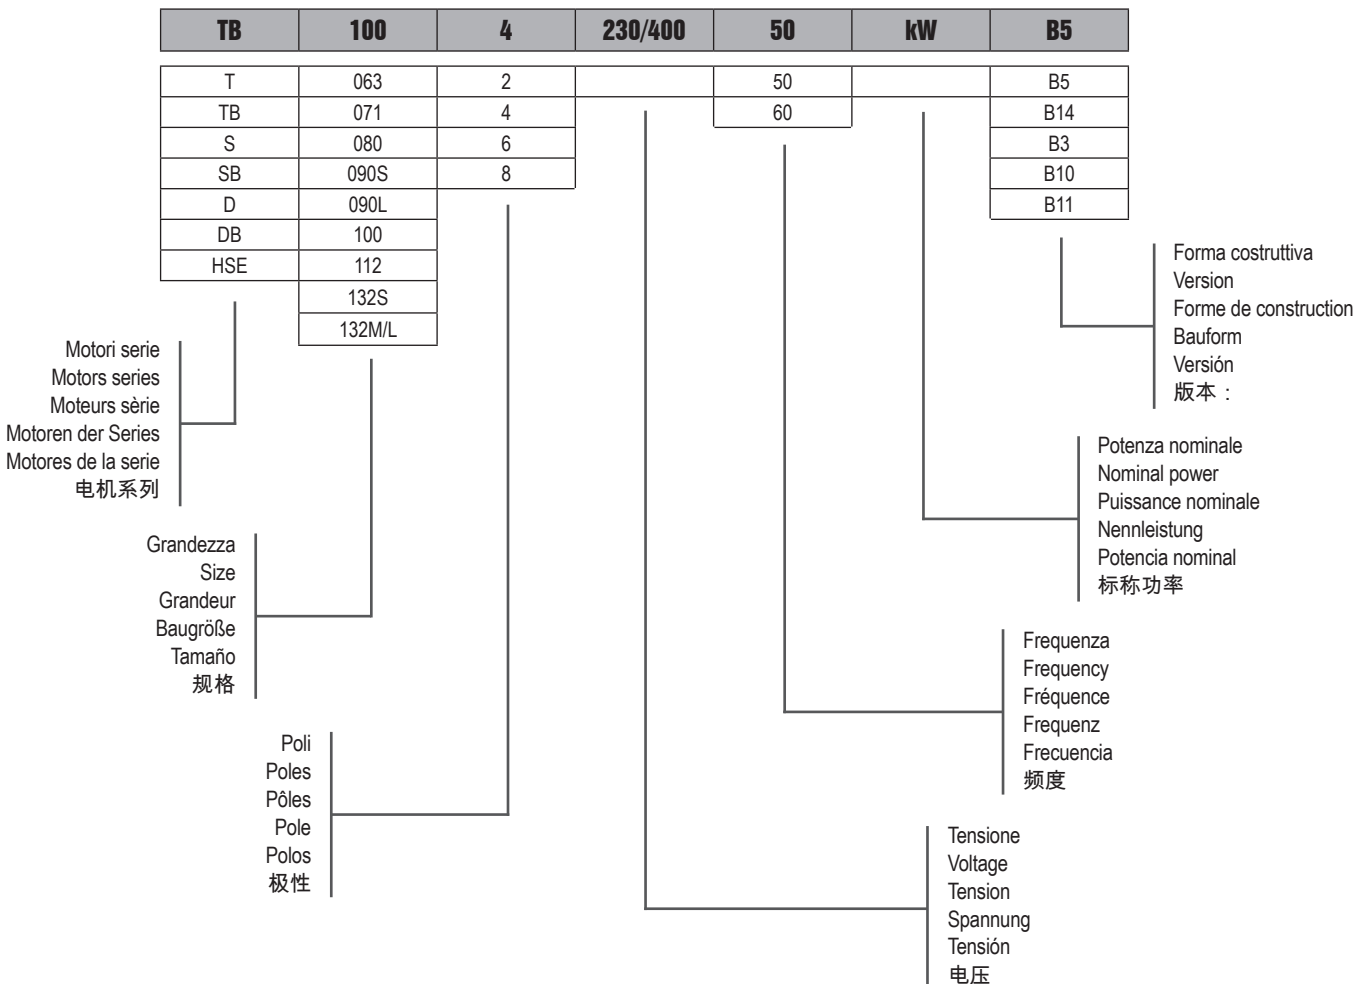 TB 100 4 230/400 50 kW B5
T 063 2 50 B5
TB 071 4 60 B14
S 080 6 B3
SB 090S 8 B10
D 090L B11
DB 100
HSE 112
132S
132M/L
Motori serie
Motors series
Moteurs sèrie
Motoren der Series
Motores de la serie
电机系列
Grandezza
Size
Grandeur
Baugröße
Tamaño
规格
Poli
Poles
Pôles
Pole
Polos
极性
Forma costruttiva
Version
Forme de construction
Bauform
Versión
版本：
Potenza nominale
Nominal power
Puissance nominale
Nennleistung
Potencia nominal
标称功率
Frequenza
Frequency
Fréquence
Frequenz
Frecuencia
频度
Tensione
Voltage
Tension
Spannung
Tensión
电压